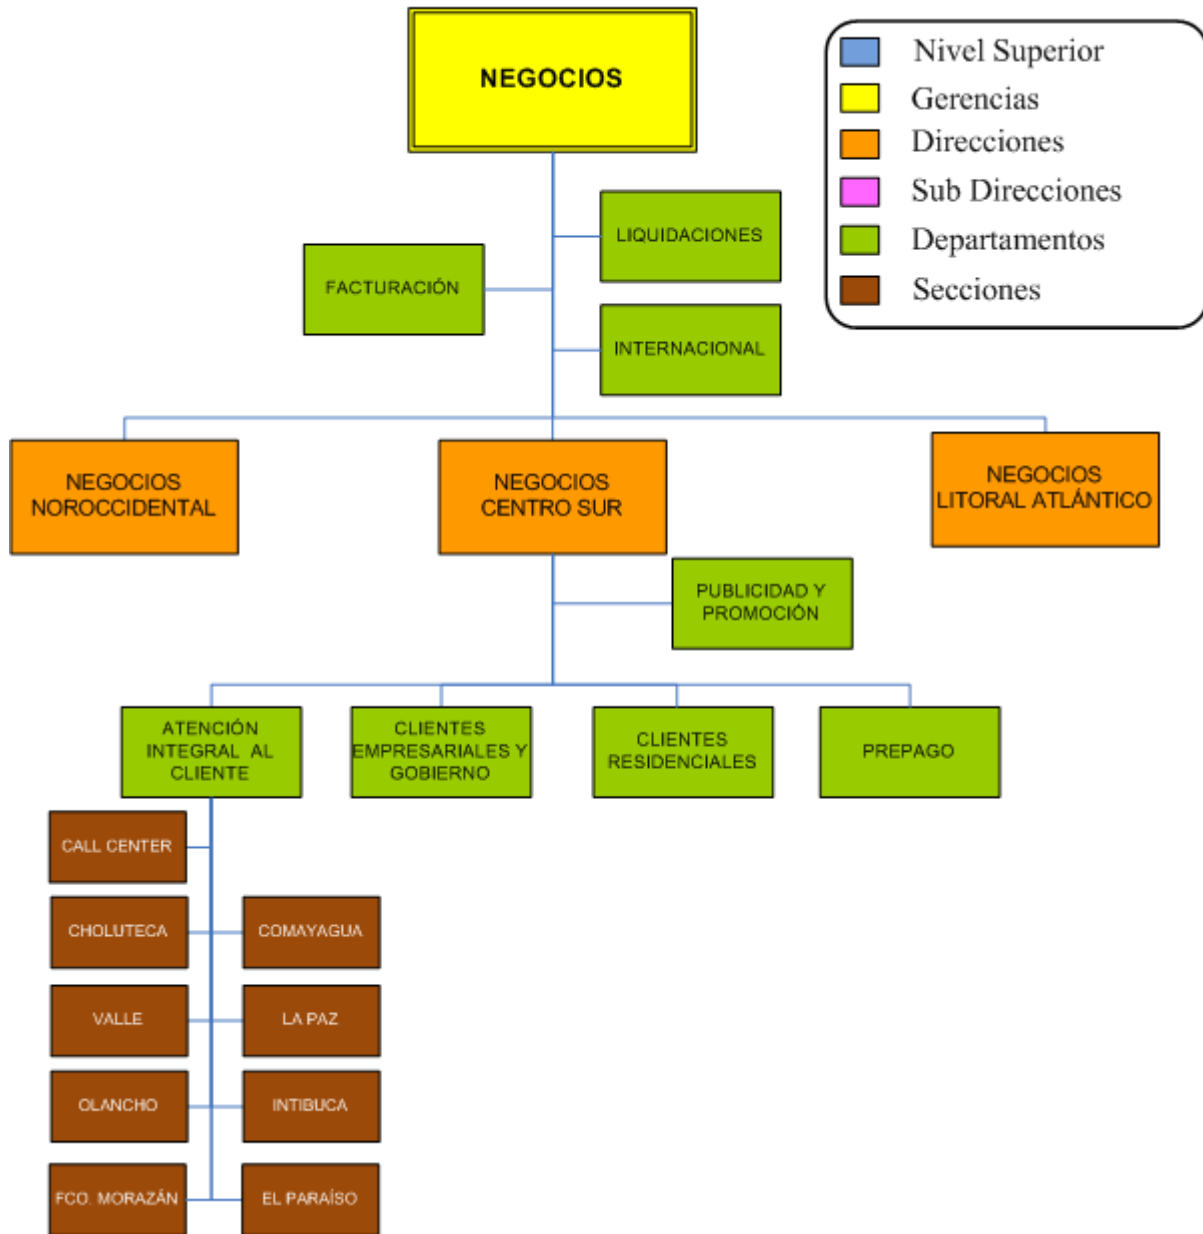 NEGOCIOS
Nivel Superior
Gerencias
Direcciones
Sub Direcciones
Departamentos
Secciones
LIQUIDACIONES
FACTURACIÓN
INTERNACIONAL
NEGOCIOS
NOROCCIDENTAL
NEGOCIOS
CENTRO SUR
NEGOCIOS
LITORAL ATLÁNTICO
PUBLICIDAD Y
PROMOCIÓN
ATENCIÓN
INTEGRAL AL
CLIENTE
CLIENTES
EMPRESARIALES Y
GOBIERNO
CLIENTES
RESIDENCIALES
PREPAGO
CALL CENTER
CHOLUTECA
COMAYAGUA
VALLE
LA PAZ
OLANCHO
INTIBUCA
FCO. MORAZÁN
EL PARAÍSO